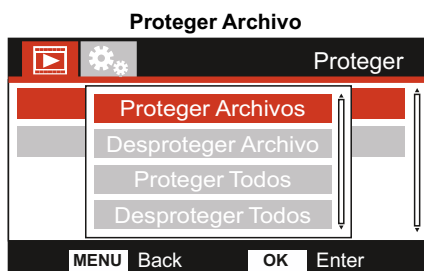 Proteger Archivo
Proteger
Proteger Archivos
Desproteger Archivo
Proteger Todos
Desproteger Todos
MENU Back OK Enter